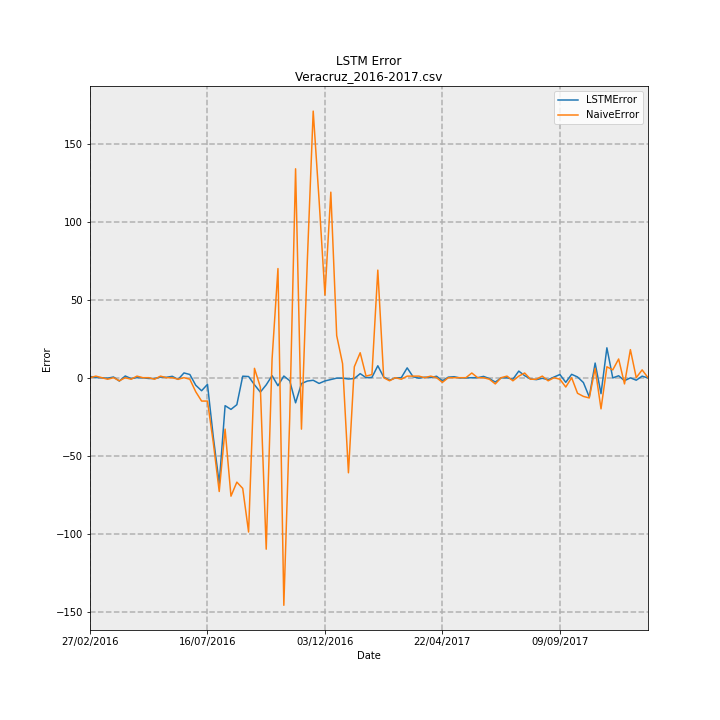 LSTM Error
Veracruz_2016-2017.csv
LSTMError
NaiveError
150
100
50
0
−50
−100
−150
Error
27/02/2016
16/07/2016
03/12/2016
22/04/2017
09/09/2017
Date